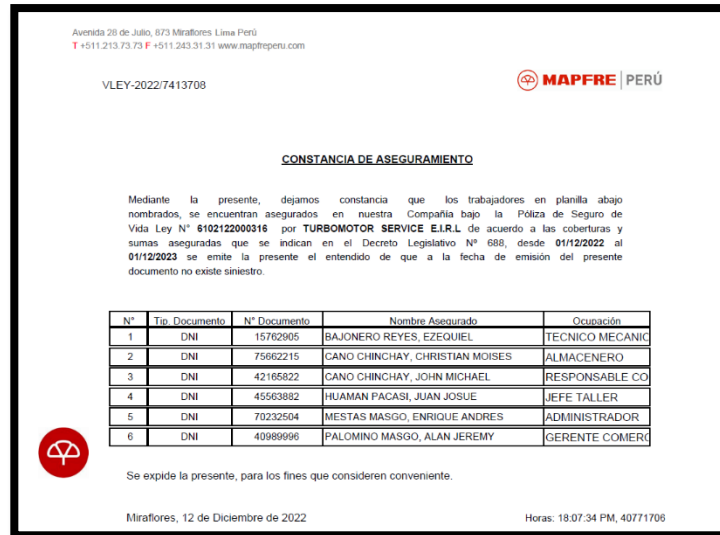 Avenida 28 de Julio, 873 Miraflores Lima Perú
T +511.213.73.73 F +511.243.31.31 www.mapfreperu.com
VLEY-2022/7413708
MAPFRE | PERÚ
CONSTANCIA DE ASEGURAMIENTO
Mediante la presente, dejamos constancia que los trabajadores en planilla abajo
nombrados, se encuentran asegurados en nuestra Compañia bajo la Póliza de Seguro de
Vida Ley N° 6102122000316 por TURBOMOTOR SERVICE E.I.R.L de acuerdo a las coberturas y
sumas aseguradas que se indican en el Decreto Legislativo Nº 688, desde 01/12/2022 al
01/12/2023 se emite la presente el entendido de que a la fecha de emisión del presente
documento no existe siniestro.
N° Tip. Documento N° Documento Nombre Asegurado Ocupación
1 DNI 15762905 BAJONERO REYES, EZEQUIEL TECNICO MECANIC
2 DNI 75662215 CANO CHINCHAY, CHRISTIAN MOISES ALMACENERO
3 DNI 42165822 CANO CHINCHAY, JOHN MICHAEL RESPONSABLE CO
4 DNI 45563882 HUAMAN PACASI, JUAN JOSUE JEFE TALLER
5 DNI 70232504 MESTAS MASGO, ENRIQUE ANDRES ADMINISTRADOR
6 DNI 40989996 PALOMINO MASGO, ALAN JEREMY GERENTE COMERC
Se expide la presente, para los fines que consideren conveniente.
Miraflores, 12 de Diciembre de 2022 Horas: 18:07:34 PM, 40771706